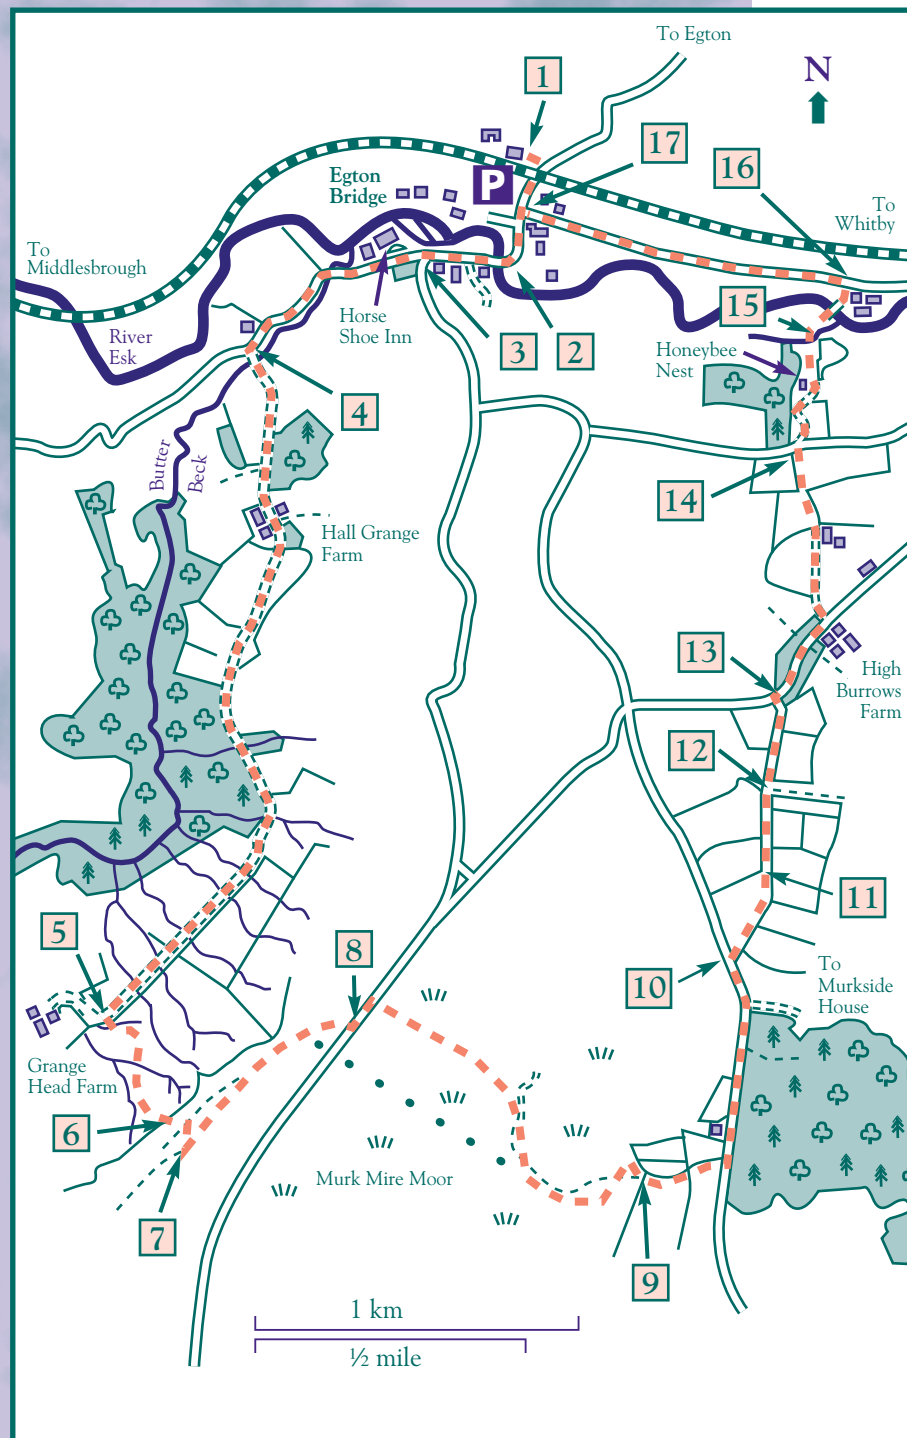 To Egton
N
1
17
16
Egton
Bridge
P
To
Whitby
To
Middlesbrough
River
Esk
Horse
Shoe Inn
3
2
15
Honeybee
Nest
4
Butter
Beck
14
Hall Grange
Farm
13
High
Burrows
Farm
12
11
5
8
10
To
Murkside
House
Grange
Head Farm
6
Murk Mire Moor
7
9
1 km
½ mile